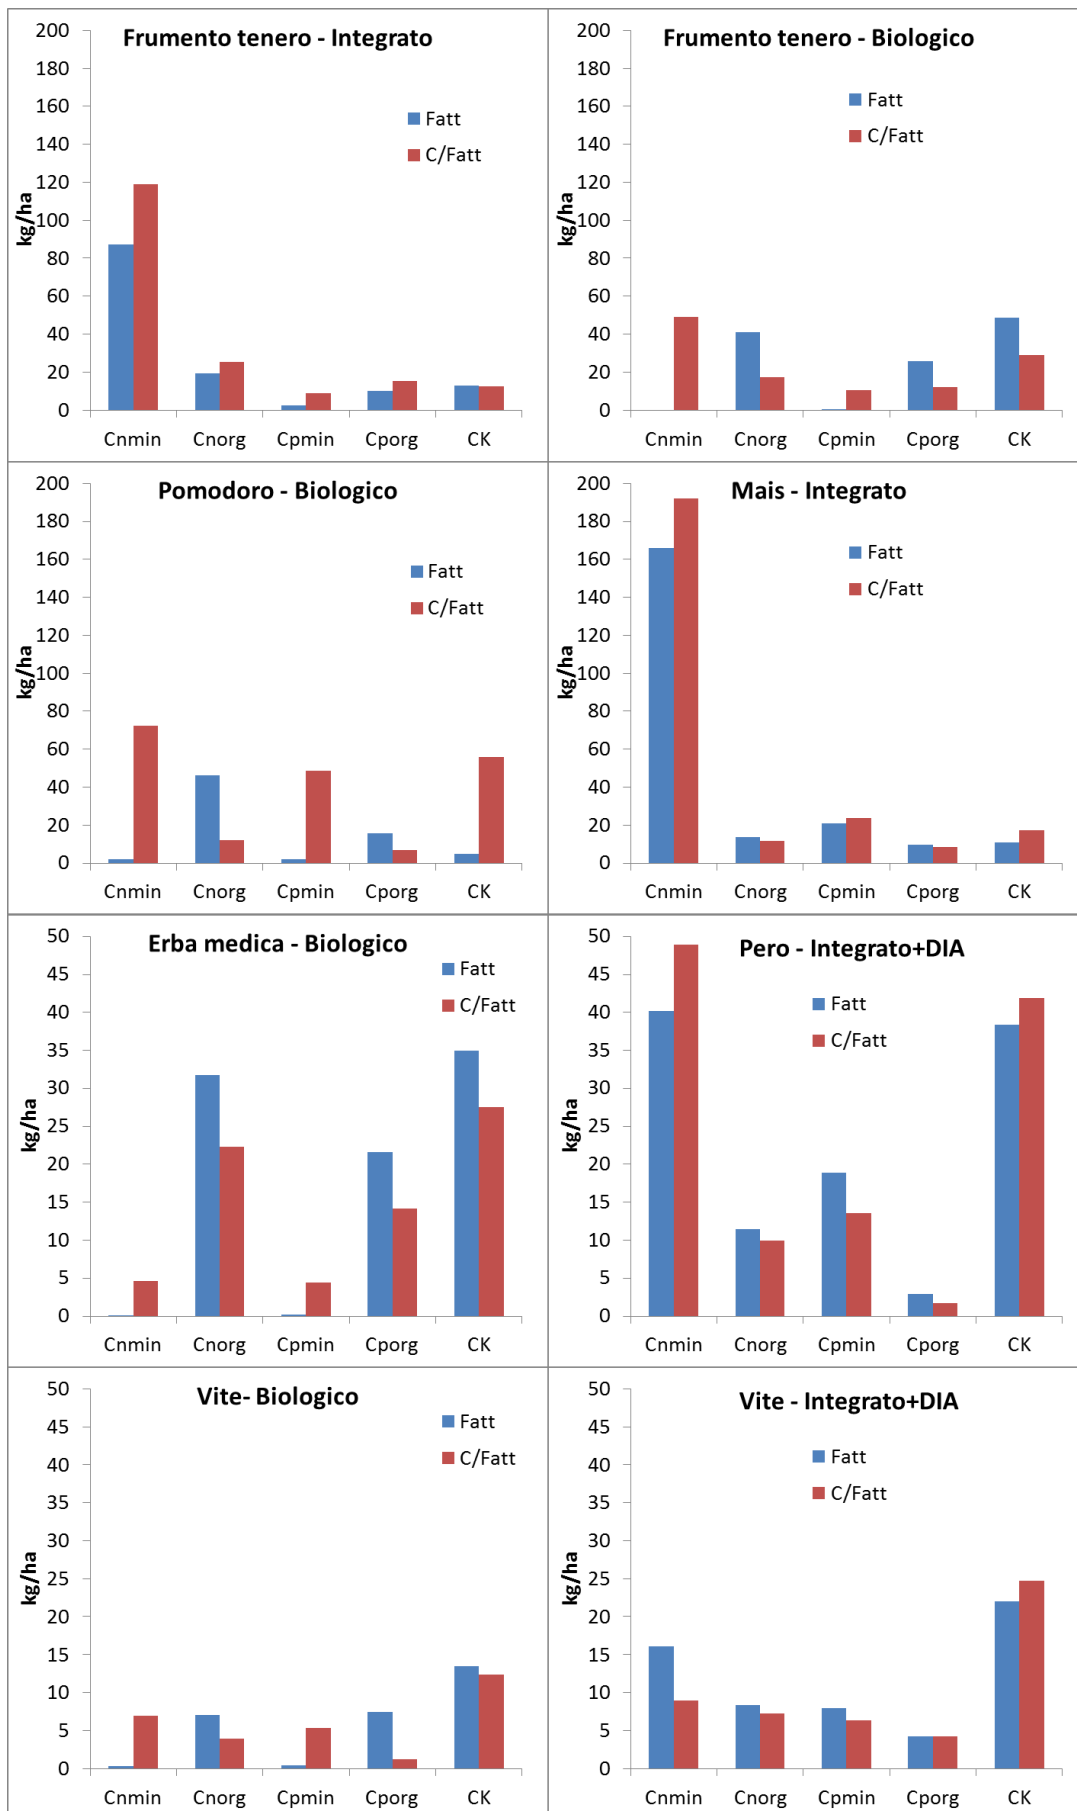 Frumento tenero - Integrato
200
180
160
140
120
100
80
60
40
20
0
kg/ha
Fatt
C/Fatt
Cnmin Cnorg Cpmin Cporg CK
Frumento tenero - Biologico
200
180
160
140
120
100
80
60
40
20
0
kg/ha
Fatt
C/Fatt
Cnmin Cnorg Cpmin Cporg CK
Pomodoro - Biologico
200
180
160
140
120
100
80
60
40
20
0
kg/ha
Fatt
C/Fatt
Cnmin Cnorg Cpmin Cporg CK
Mais - Integrato
200
180
160
140
120
100
80
60
40
20
0
kg/ha
Fatt
C/Fatt
Cnmin Cnorg Cpmin Cporg CK
Erba medica - Biologico
50
45
40
35
30
25
20
15
10
5
0
kg/ha
Fatt
C/Fatt
Cnmin Cnorg Cpmin Cporg CK
Pero - Integrato+DIA
50
45
40
35
30
25
20
15
10
5
0
kg/ha
Fatt
C/Fatt
Cnmin Cnorg Cpmin Cporg CK
Vite- Biologico
50
45
40
35
30
25
20
15
10
5
0
kg/ha
Fatt
C/Fatt
Cnmin Cnorg Cpmin Cporg CK
Vite - Integrato+DIA
50
45
40
35
30
25
20
15
10
5
0
kg/ha
Fatt
C/Fatt
Cnmin Cnorg Cpmin Cporg CK